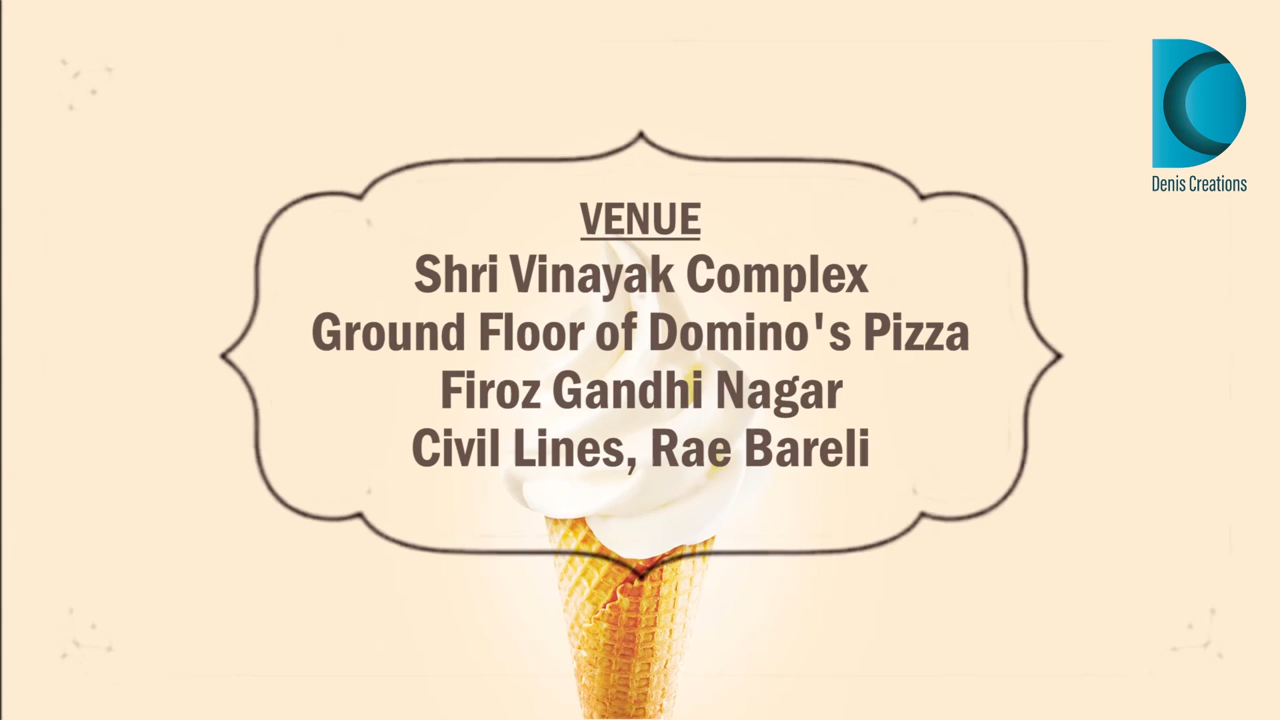 Denis Creations
VENUE
Shri Vinayak Complex
Ground Floor of Domino's Pizza
Firoz Gandhi Nagar
Civil Lines, Rae Bareli